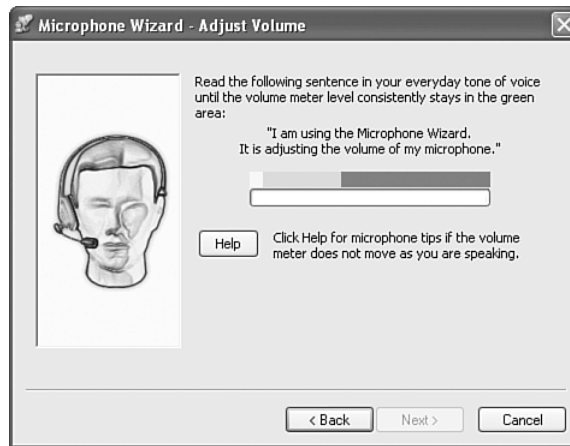 Microphone Wizard - Adjust Volume
Read the following sentence in your everyday tone of voice
until the volume meter level consistently stays in the green
area:
"I am using the Microphone Wizard.
It is adjusting the volume of my microphone."
Help
Click Help for microphone tips if the volume
meter does not move as you are speaking.
< Back
Next >
Cancel